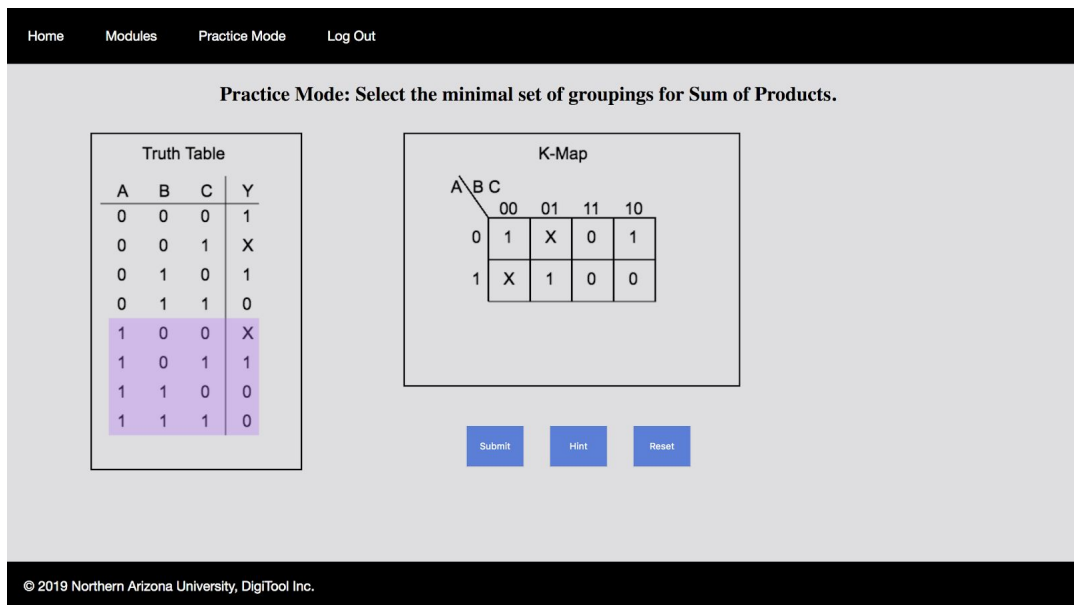 Home Modules Practice Mode Log Out
Practice Mode: Select the minimal set of groupings for Sum of Products.
Truth Table
A B C Y
0 0 0 1
0 0 1 X
0 1 0 1
0 1 1 0
1 0 0 X
1 0 1 1
1 1 0 0
1 1 1 0
K-Map
A\B C
00 01 11 10
0 1 X 0 1
1 X 1 0 0
Submit Hint Reset
© 2019 Northern Arizona University, DigiTool Inc.